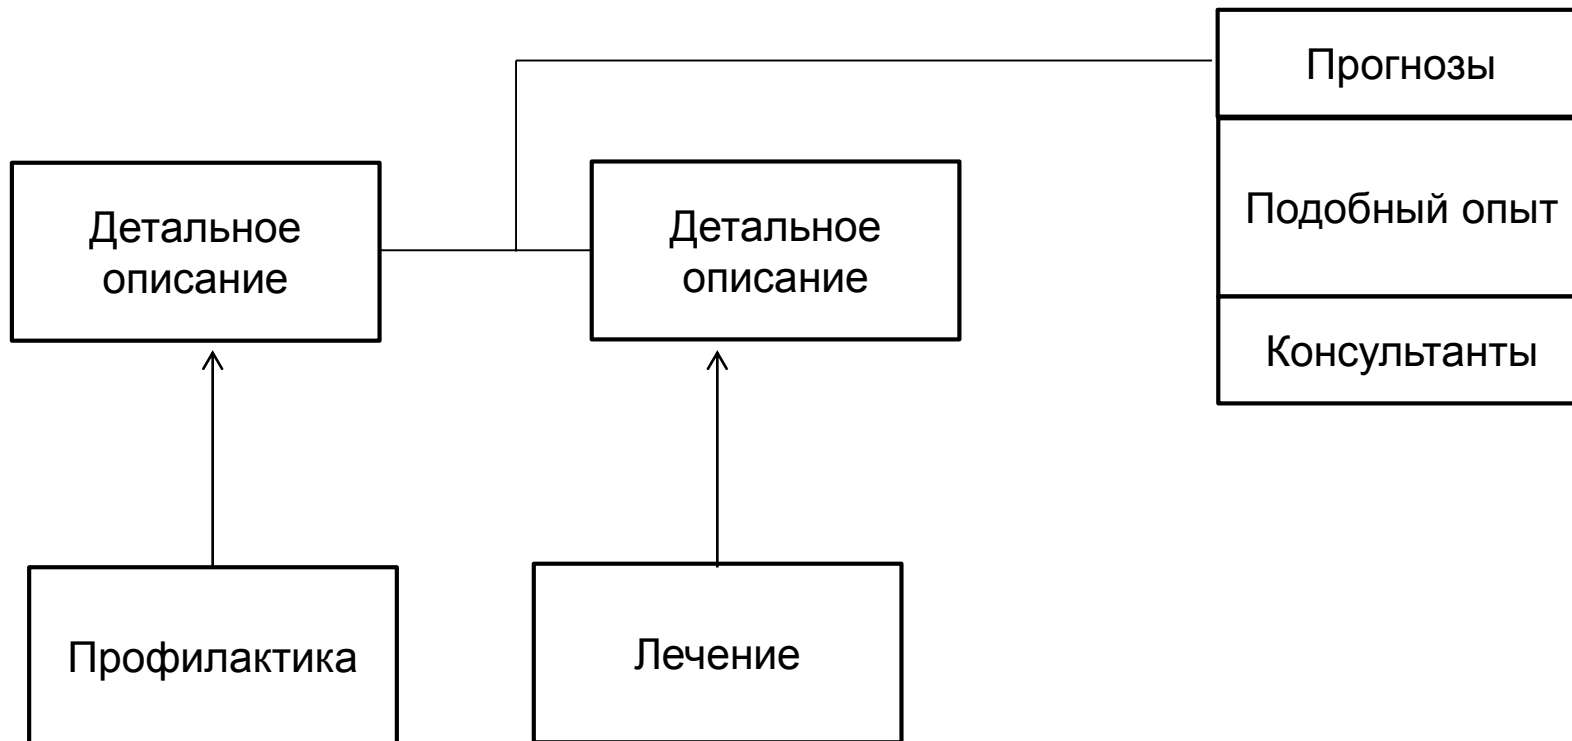 Прогнозы
Подобный опыт
Консультанты
Детальное
описание
Детальное
описание
Профилактика
Лечение